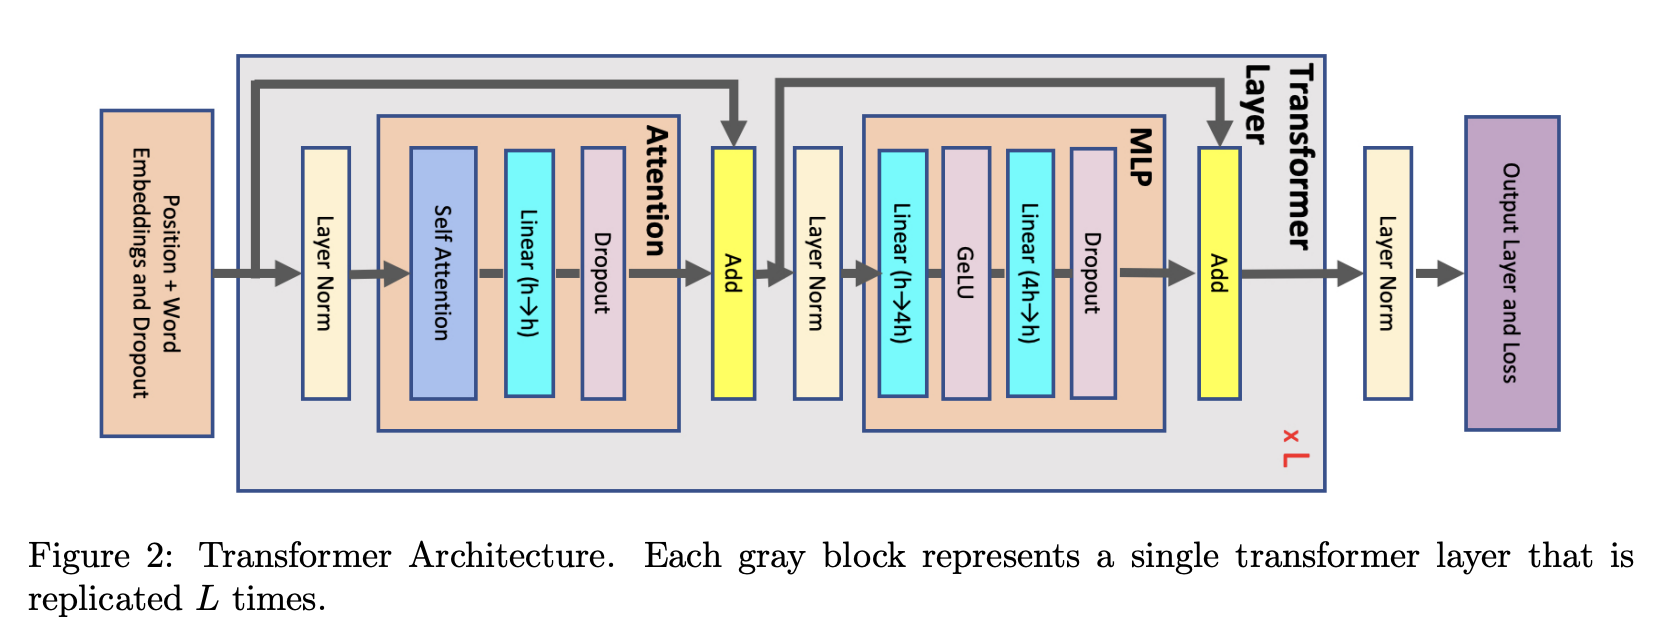 Position + Word
Embeddings and Dropout
Layer Norm
Attention
Self Attention
Linear (h→h)
Dropout
Add
Layer Norm
MLP
Linear (h→4h)
GeLU
Linear (4h→h)
Dropout
Add
Transformer
Layer
x L
Layer Norm
Output Layer and Loss
Figure 2: Transformer Architecture. Each gray block represents a single transformer layer that is
replicated L times.